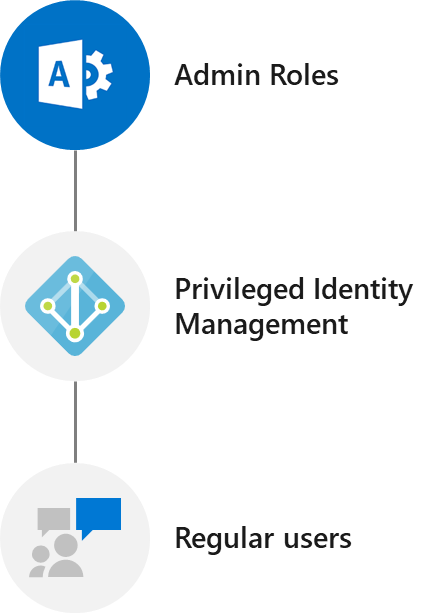 A
Admin Roles
Privileged Identity
Management
Regular users